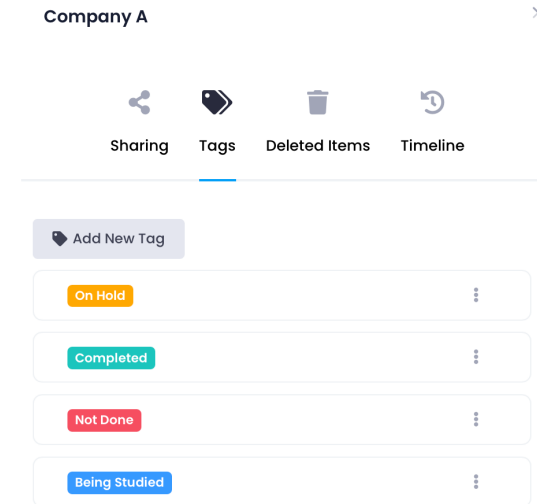 Company A
Sharing Tags Deleted Items Timeline
Add New Tag
On Hold
Completed
Not Done
Being Studied